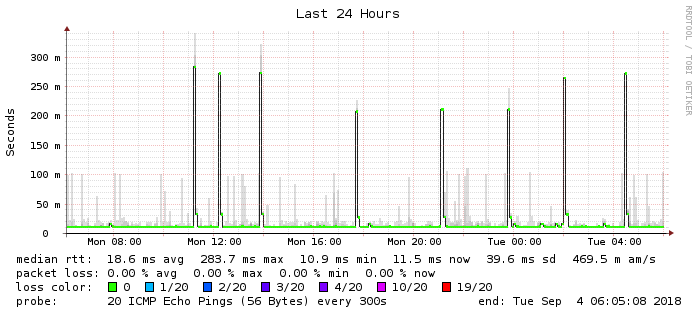 Last 24 Hours
RRDTOOL / TOBI OETIKER
Seconds
300 m
250 m
200 m
150 m
100 m
50 m
0
Mon 08:00 Mon 12:00 Mon 16:00 Mon 20:00 Tue 00:00 Tue 04:00
median rtt: 18.6 ms avg 283.7 ms max 10.9 ms min 11.5 ms now 39.6 ms sd 469.5 m am/s
packet loss: 0.00 % avg 0.00 % max 0.00 % min 0.00 % now
loss color: 0 1/20 2/20 3/20 4/20 10/20 19/20
probe: 20 ICMP Echo Pings (56 Bytes) every 300s end: Tue Sep 4 06:05:08 2018